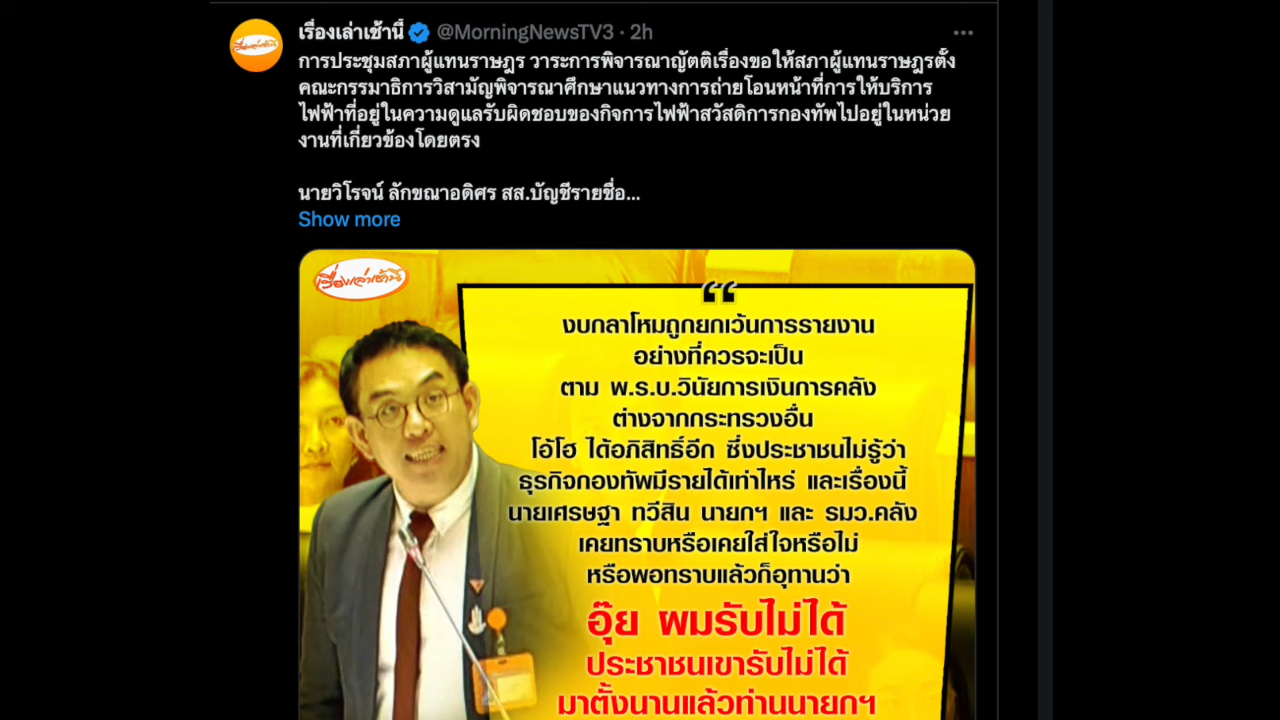 เรื่องเล่าเช้านี้ @MorningNewsTV3 · 2h
การประชุมสภาผู้แทนราษฎร วาระการพิจารณาญัตติเรื่องขอให้สภาผู้แทนราษฎรตั้ง
คณะกรรมาธิการวิสามัญพิจารณาศึกษาแนวทางการถ่ายโอนหน้าที่การให้บริการ
ไฟฟ้าที่อยู่ในความดูแลรับผิดชอบของกิจการไฟฟ้าสวัสดิการกองทัพไปอยู่ในหน่วย
งานที่เกี่ยวข้องโดยตรง
นายวิโรจน์ ลักขณาอดิศร สส.บัญชีรายชื่อ...
Show more
เรื่องเล่าเช้านี้
“
งบกลาโหมถูกยกเว้นการรายงาน
อย่างที่ควรจะเป็น
ตาม พ.ร.บ.วินัยการเงินการคลัง
ต่างจากกระทรวงอื่น
โอ้โฮ ได้อภิสิทธิ์อีก ซึ่งประชาชนไม่รู้ว่า
ธุรกิจกองทัพมีรายได้เท่าไหร่ และเรื่องนี้
นายเศรษฐา ทวีสิน นายกฯ และ รมว.คลัง
เคยทราบหรือเคยใส่ใจหรือไม่
หรือพอทราบแล้วก็อุทานว่า
อุ๊ย ผมรับไม่ได้
ประชาชนเขารับไม่ได้
มาตั้งนานแล้วท่านนายกฯ